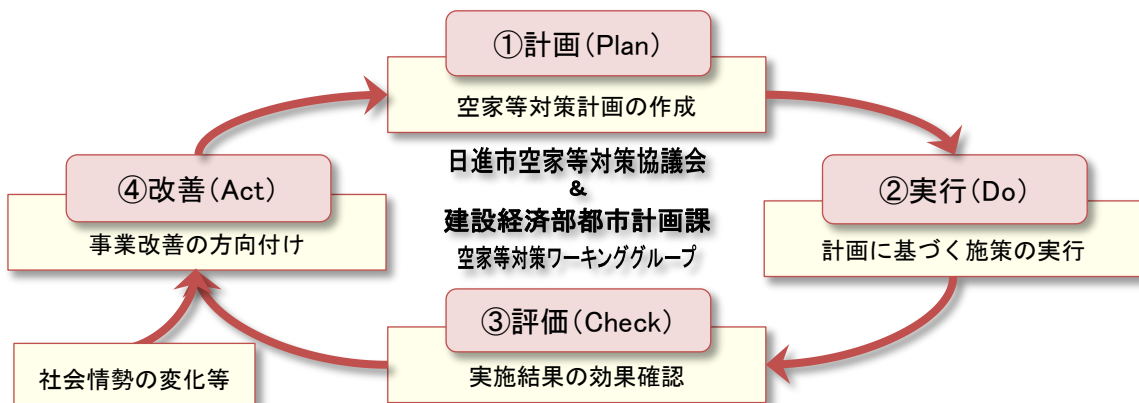 ①計画(Plan)
空家等対策計画の作成
日進市空家等対策協議会
&
建設経済部都市計画課
空家等対策ワーキンググループ
②実行(Do)
計画に基づく施策の実行
③評価(Check)
実施結果の効果確認
④改善(Act)
事業改善の方向付け
社会情勢の変化等